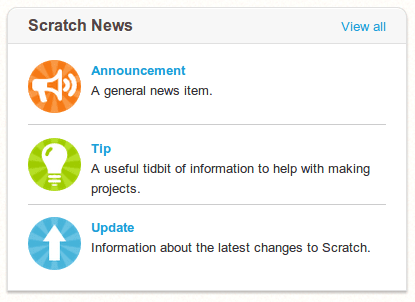 Scratch News
View all
Announcement
A general news item.
Tip
A useful tidbit of information to help with making
projects.
Update
Information about the latest changes to Scratch.